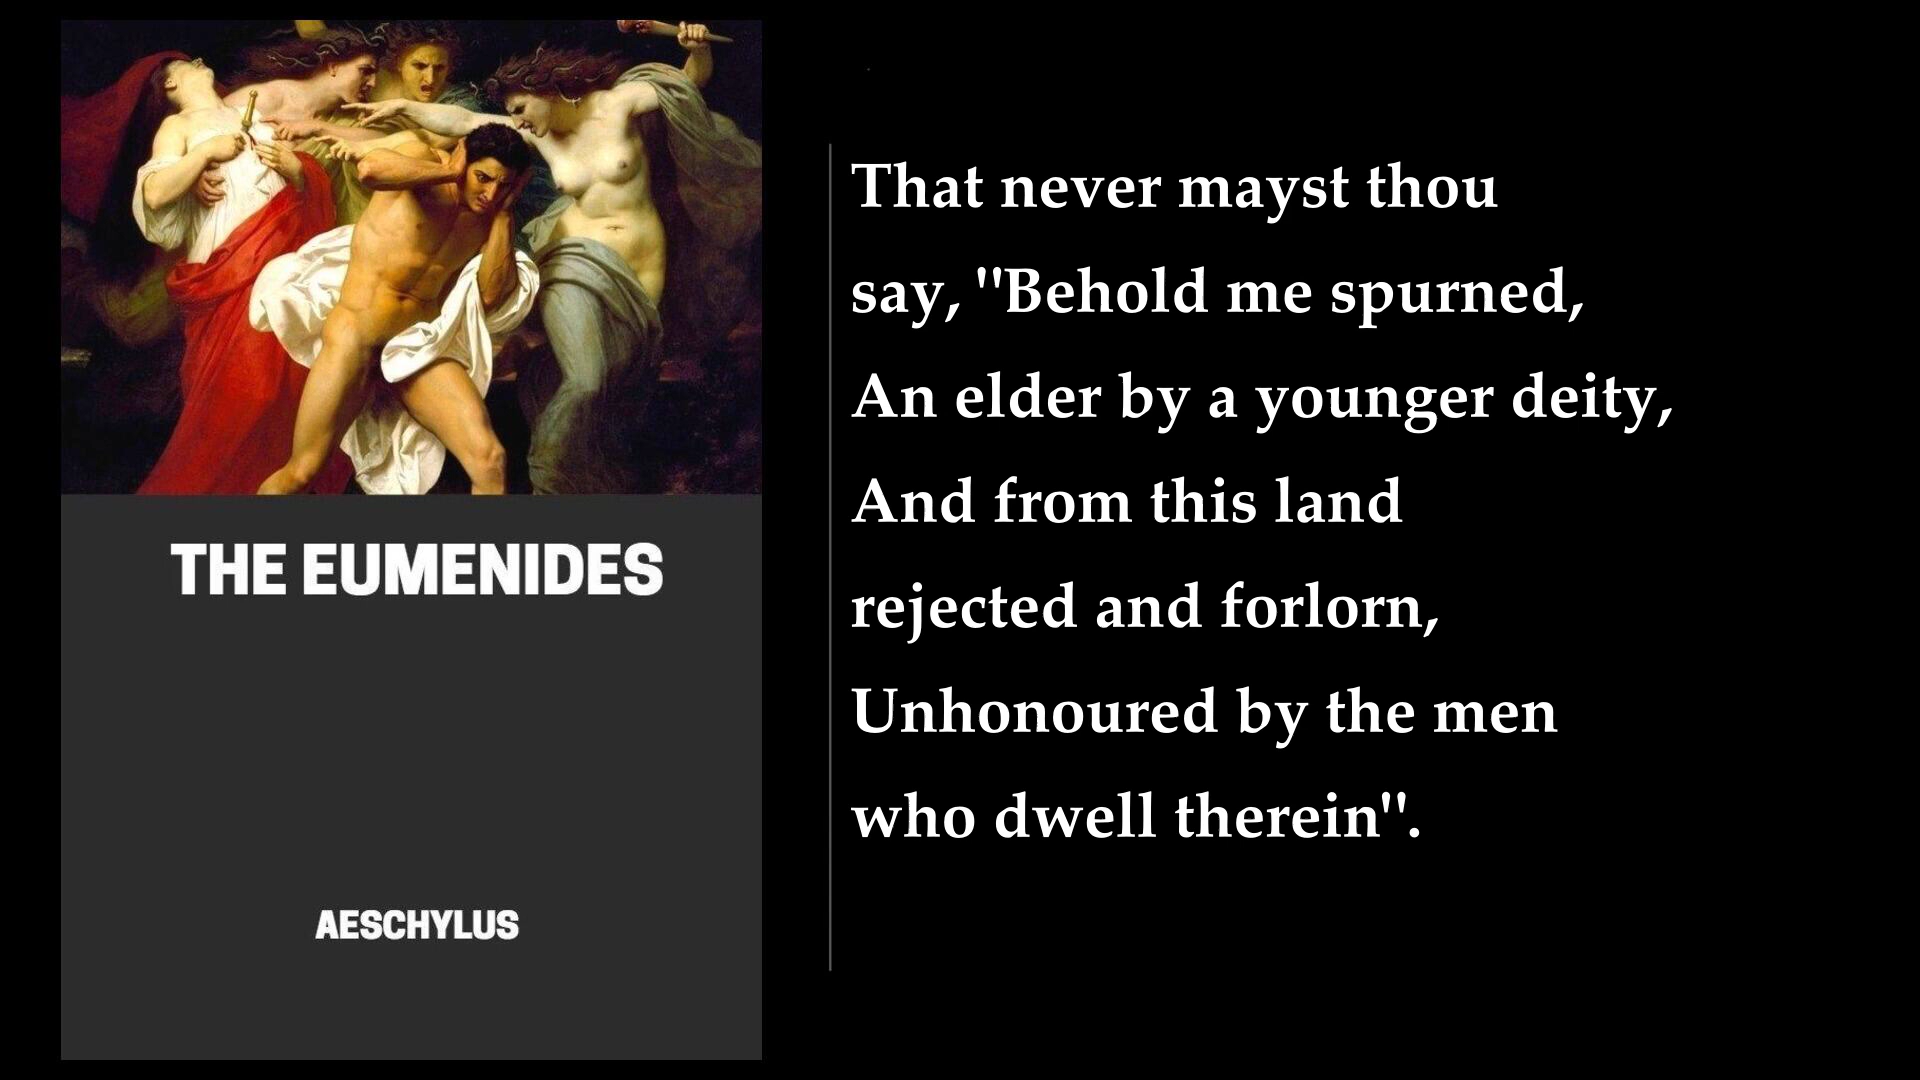 THE EUMENIDES
AESCHYLUS
That never mayst thou
say, "Behold me spurned,
An elder by a younger deity,
And from this land
rejected and forlorn,
Unhonoured by the men
who dwell therein".